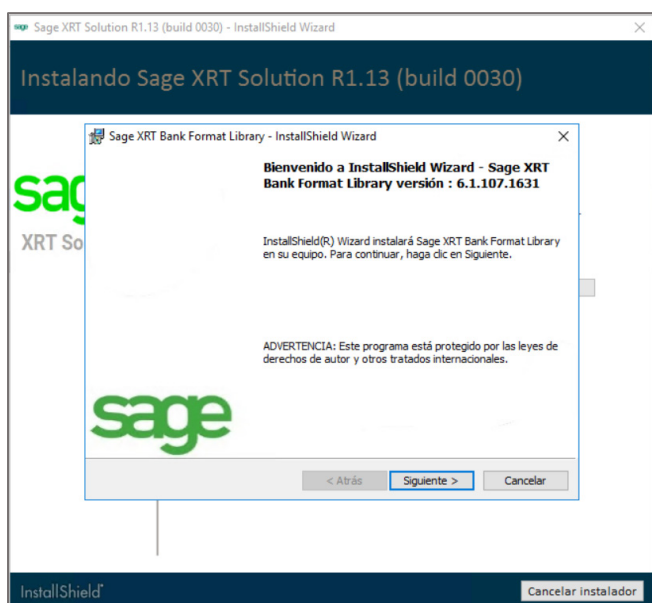 Sage XRT Solution R1.13 (build 0030) - InstallShield Wizard
Instalando Sage XRT Solution R1.13 (build 0030)
Sage XRT Bank Format Library - InstallShield Wizard
Bienvenido a InstallShield Wizard - Sage XRT
Bank Format Library versión : 6.1.107.1631
sag
XRT So
InstallShield(R) Wizard instalará Sage XRT Bank Format Library
en su equipo. Para continuar, haga clic en Siguiente.
ADVERTENCIA: Este programa está protegido por las leyes de
derechos de autor y otros tratados internacionales.
sage
< Atrás
Siguiente >
Cancelar
InstallShield
Cancelar instalador